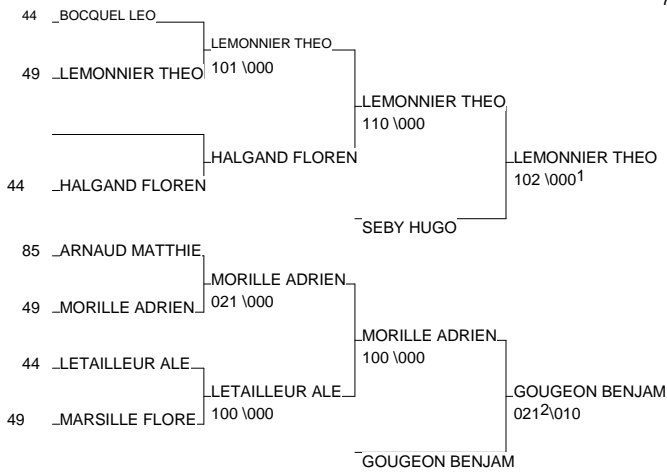 44 BOCQUEL LEO
LEMONNIER THEO
49 LEMONNIER THEO 101 \000
LEMONNIER THEO
110 \000
HALGAND FLOREN LEMONNIER THEO
102 \0001
44 HALGAND FLOREN
SEBY HUGO
85 ARNAUD MATTHIE
MORILLE ADRIEN
021 \000
49 MORILLE ADRIEN
MORILLE ADRIEN
100 \000
44 LETAILLEUR ALE
LETAILLEUR ALE GOUGEON BENJAM
100 \000 0212\010
49 MARSILLE FLORE
GOUGEON BENJAM